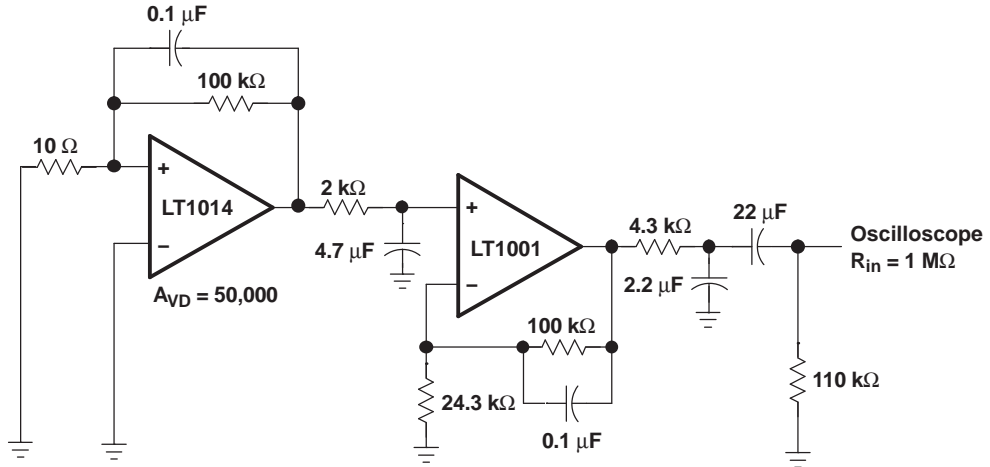 0.1 μF
100 kΩ
10 Ω
+
LT1014
−
A_VD = 50,000
2 kΩ
4.7 μF
+
LT1001
−
4.3 kΩ
22 μF
2.2 μF
Oscilloscope
R_in = 1 MΩ
100 kΩ
24.3 kΩ
0.1 μF
110 kΩ